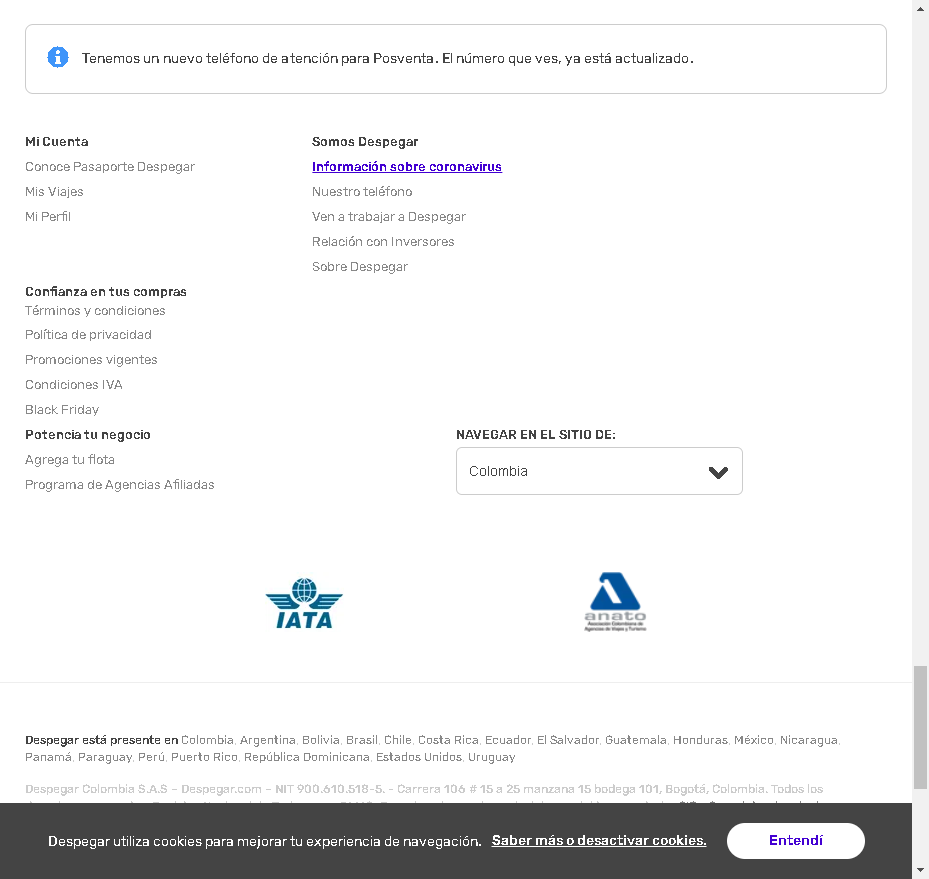 Tenemos un nuevo teléfono de atención para Posventa. El número que ves, ya está actualizado.
Mi Cuenta
Conoce Pasaporte Despegar
Mis Viajes
Mi Perfil
Somos Despegar
Información sobre coronavirus
Nuestro teléfono
Ven a trabajar a Despegar
Relación con Inversores
Sobre Despegar
Confianza en tus compras
Términos y condiciones
Política de privacidad
Promociones vigentes
Condiciones IVA
Black Friday
Potencia tu negocio
Agrega tu flota
Programa de Agencias Afiliadas
NAVEGAR EN EL SITIO DE:
Colombia
IATA
anato
Asociación Colombiana de
Agencias de Viajes y Turismo
Despegar está presente en Colombia, Argentina, Bolivia, Brasil, Chile, Costa Rica, Ecuador, El Salvador, Guatemala, Honduras, México, Nicaragua,
Panamá, Paraguay, Perú, Puerto Rico, República Dominicana, Estados Unidos, Uruguay
Despegar Colombia S.A.S – Despegar.com – NIT 900.610.518-5. - Carrera 106 # 15 a 25 manzana 15 bodega 101, Bogotá, Colombia. Todos los
Despegar utiliza cookies para mejorar tu experiencia de navegación. Saber más o desactivar cookies.
Entendí